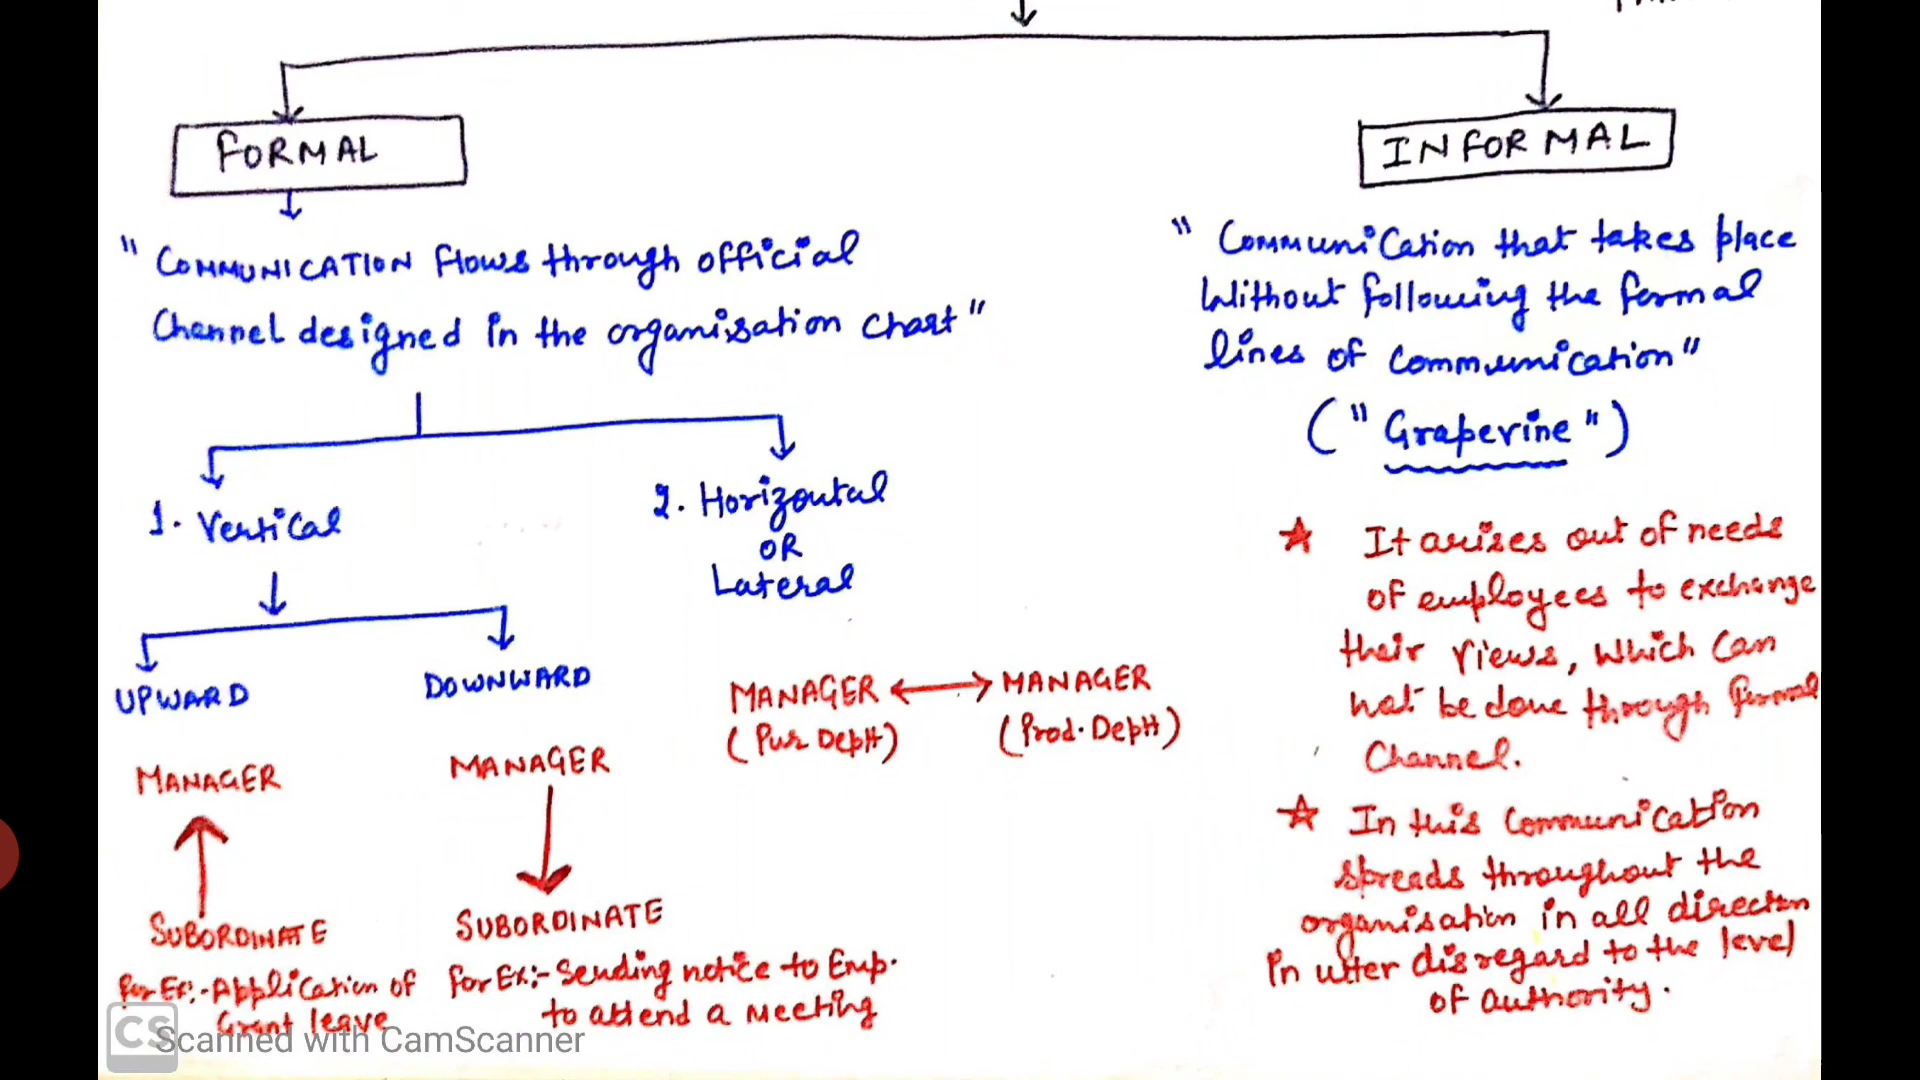 FORMAL
" COMMUNICATION flows through official
Channel designed in the organisation chart "
1. Vertical
UPWARD
MANAGER
SUBORDINATE
For Ex:- Application of
Grant leave
DOWNWARD
MANAGER
SUBORDINATE
For Ex:- Sending notice to Emp.
to attend a Meeting
2. Horizontal
OR
Lateral
MANAGER ↔ MANAGER
(Pur Deptt) (Prod. Deptt)
INFORMAL
" Communication that takes place
Without following the formal
lines of Communication "
(" Grapevine ")
☆ It arises out of needs
of employees to exchange
their views, which can
not be done through formal
Channel.
☆ In this Communication
spreads throughout the
organisation in all direction
in utter disregard to the level
of authority.
CS Scanned with CamScanner